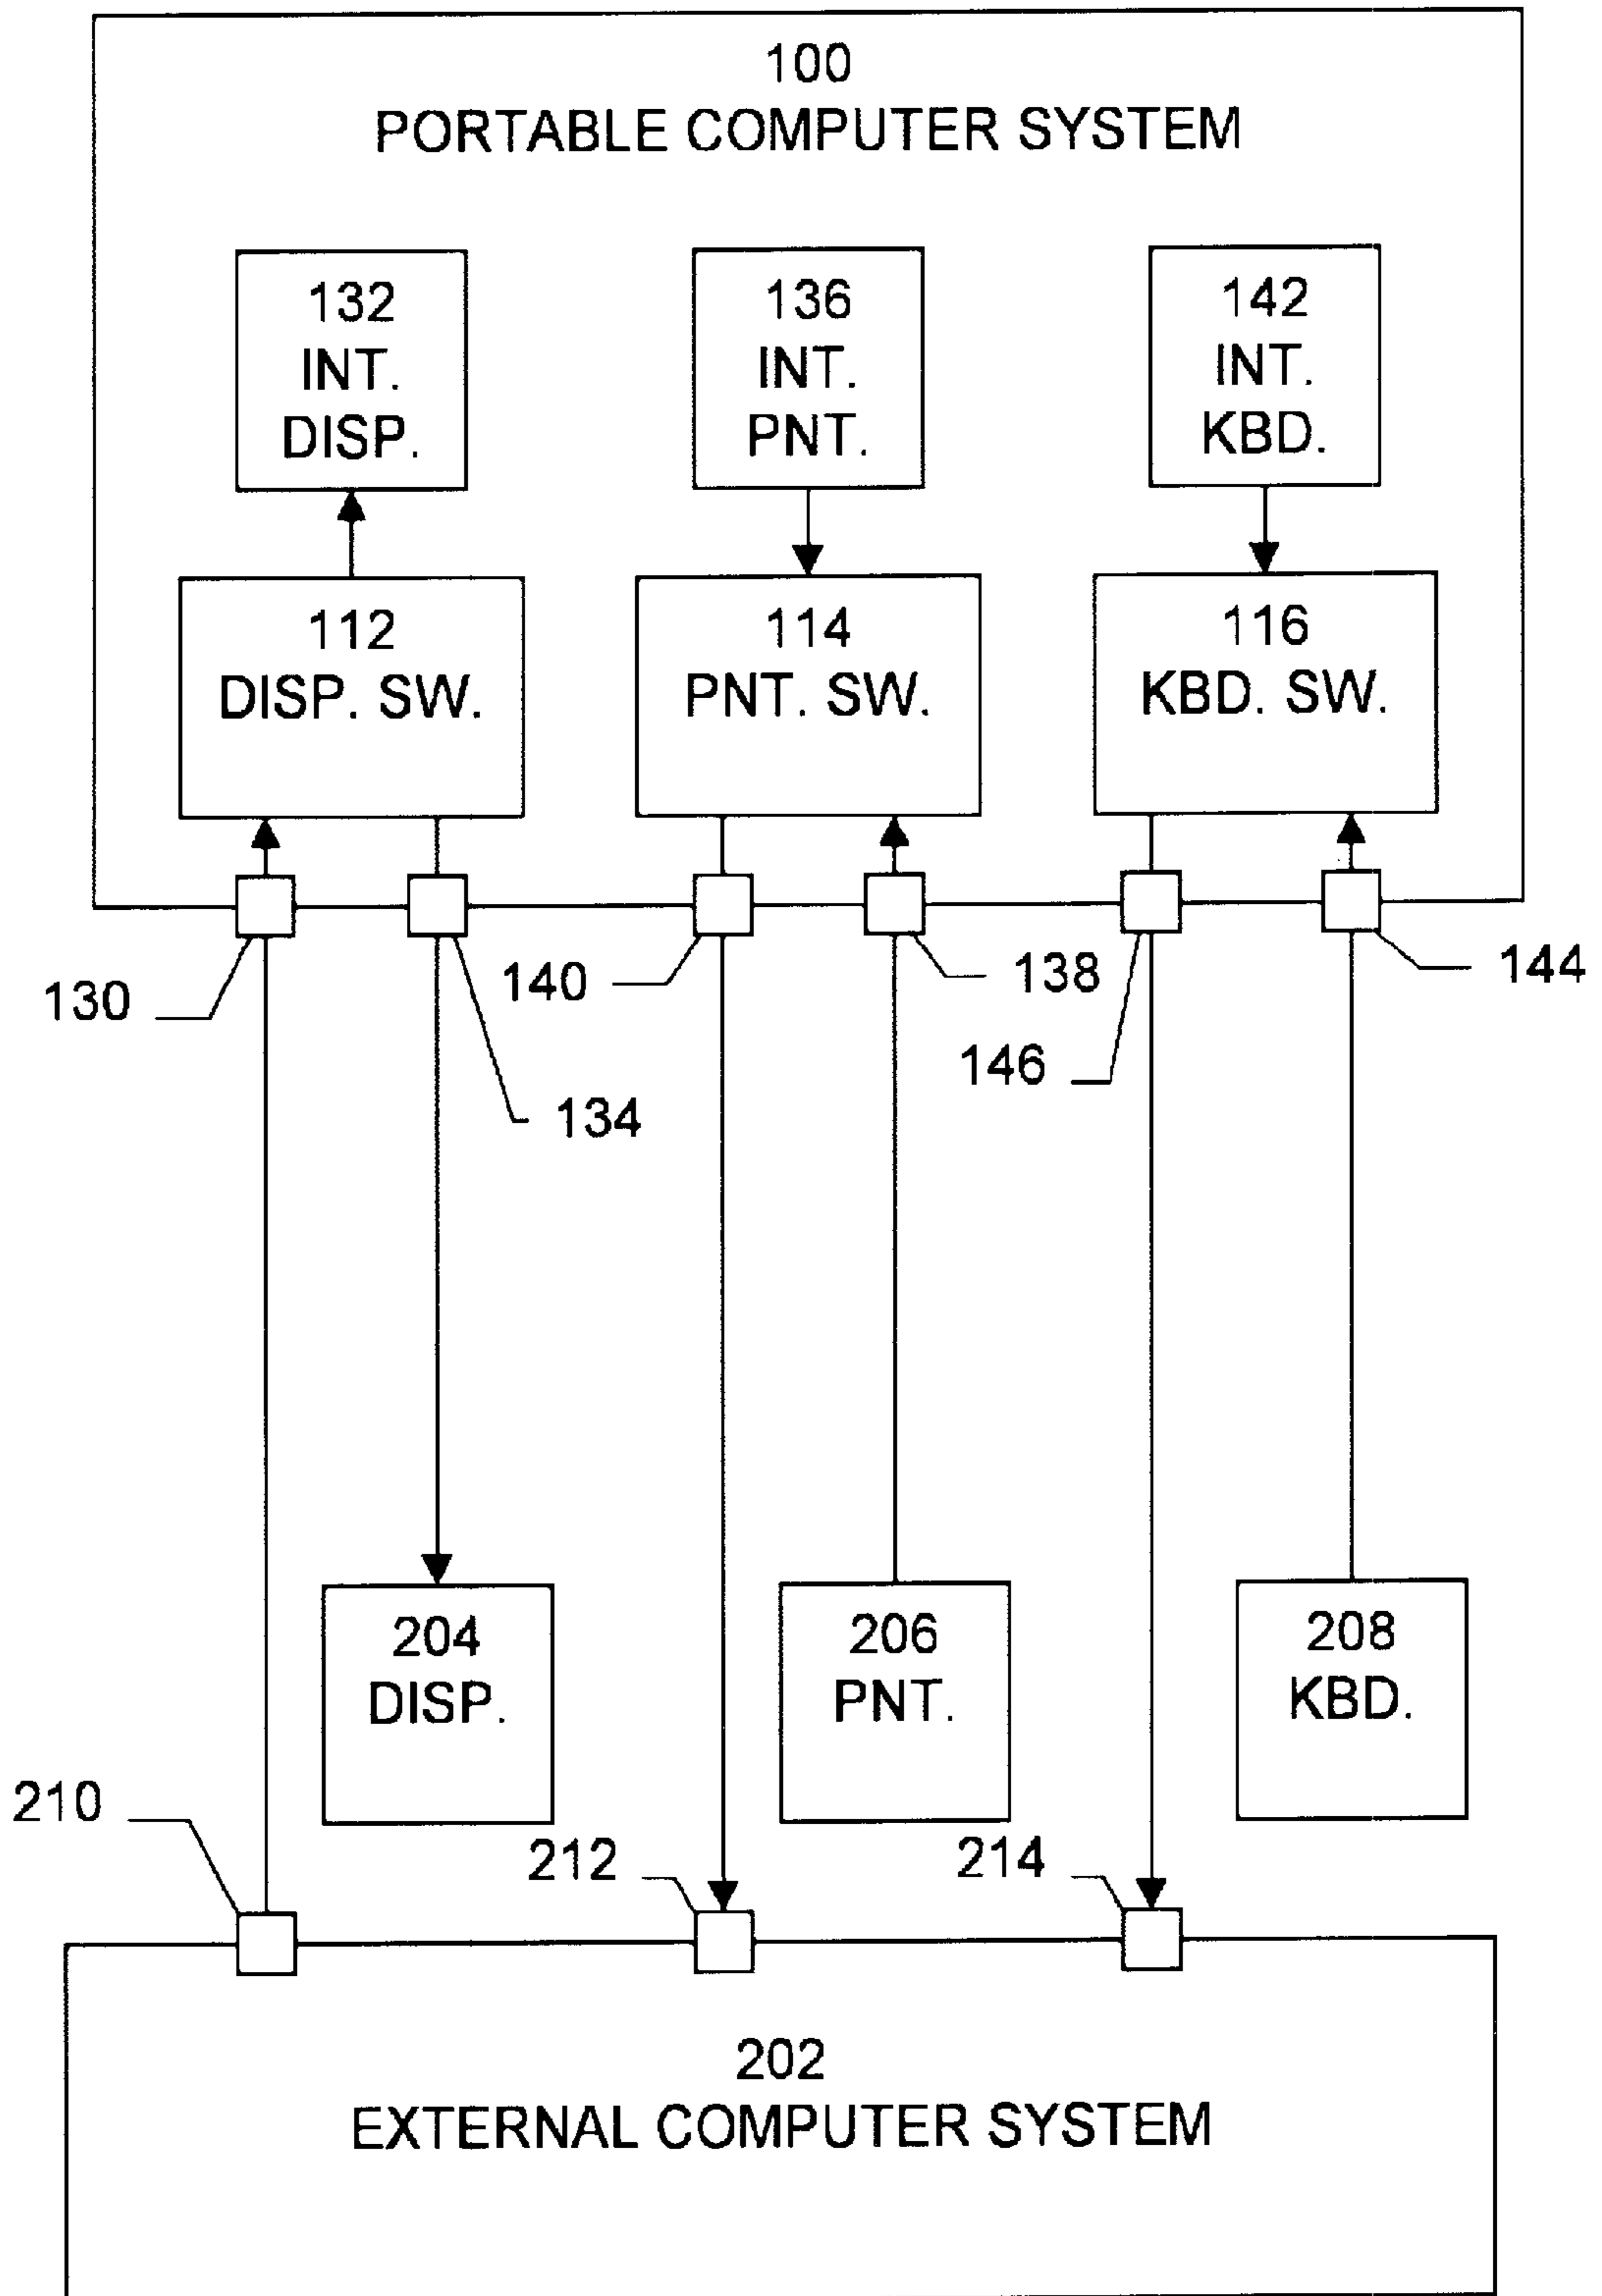 100
PORTABLE COMPUTER SYSTEM
132
INT.
DISP.
136
INT.
PNT.
142
INT.
KBD.
112
DISP. SW.
114
PNT. SW.
116
KBD. SW.
130
134
140
138
146
144
204
DISP.
206
PNT.
208
KBD.
210
212
214
202
EXTERNAL COMPUTER SYSTEM